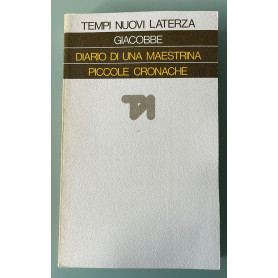 TEMPI NUOVI LATERZA
GIACOBBE
DIARIO DI UNA MAESTRINA
PICCOLE CRONACHE